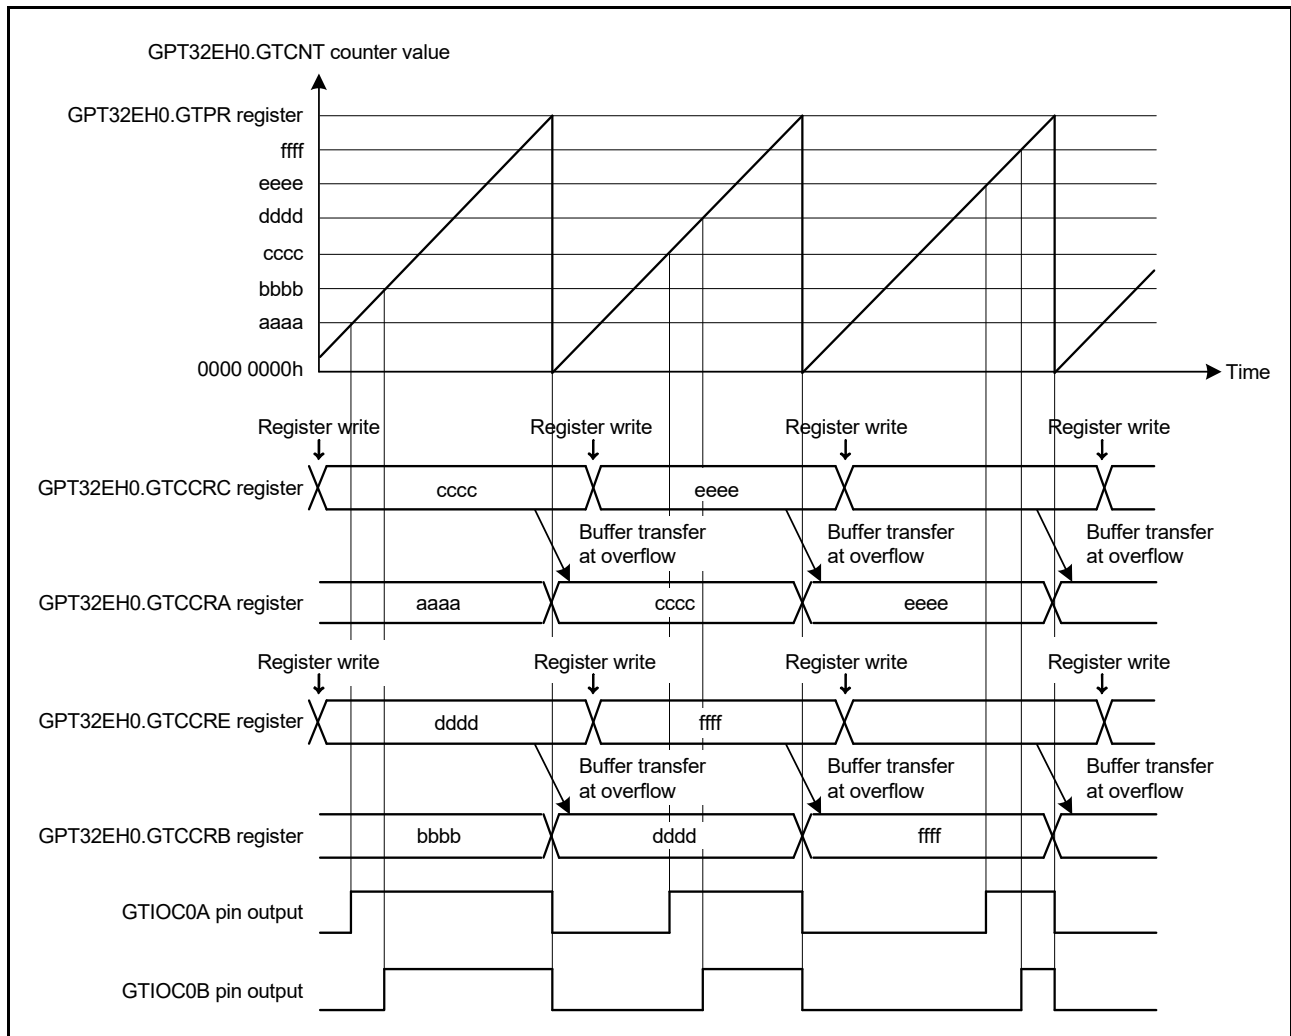 GPT32EH0.GTCNT counter value
GPT32EH0.GTPR register
ffff
eeee
dddd
cccc
bbbb
aaaa
0000 0000h
Time
Register write
Register write
Register write
Register write
GPT32EH0.GTCCRC register
cccc
eeee
Buffer transfer
at overflow
Buffer transfer
at overflow
Buffer transfer
at overflow
GPT32EH0.GTCCRA register
aaaa
cccc
eeee
Register write
Register write
Register write
Register write
GPT32EH0.GTCCRE register
dddd
ffff
Buffer transfer
at overflow
Buffer transfer
at overflow
Buffer transfer
at overflow
GPT32EH0.GTCCRB register
bbbb
dddd
ffff
GTIOC0A pin output
GTIOC0B pin output